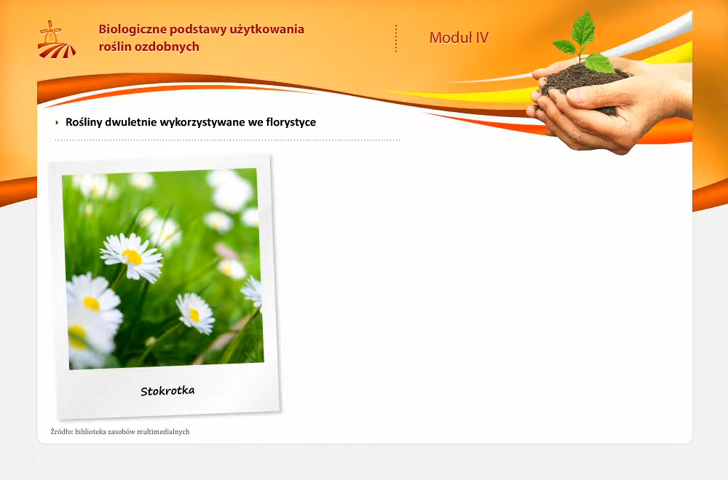 Biologiczne podstawy użytkowania
roślin ozdobnych
Moduł IV
Rośliny dwuletnie wykorzystywane we florystyce
Stokrotka
Źródło: biblioteka zasobów multimedialnych